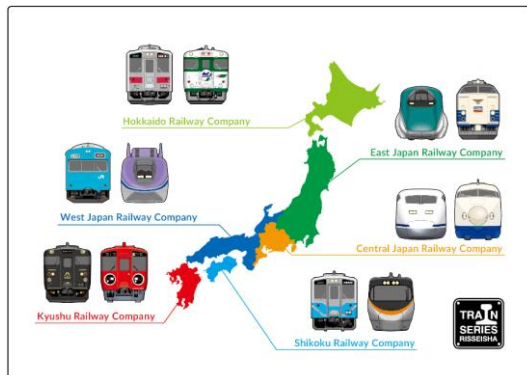 Hokkaido Railway Company
East Japan Railway Company
West Japan Railway Company
Central Japan Railway Company
Kyushu Railway Company
Shikoku Railway Company
TRAIN
SERIES
RISSEISHA